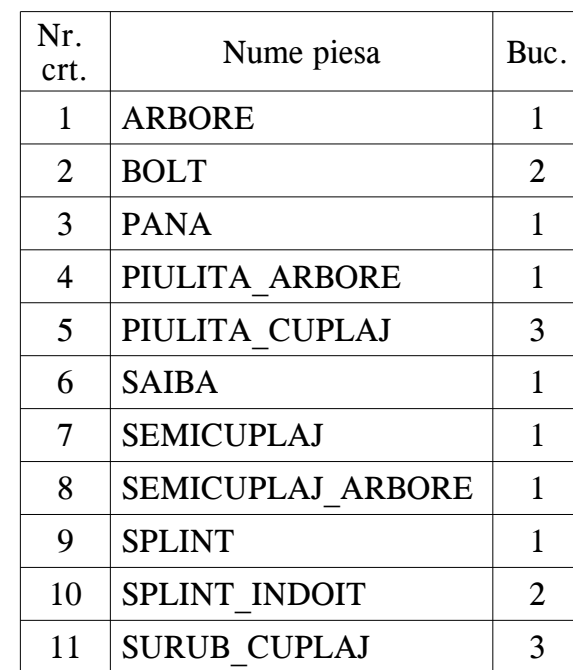 Nr. crt. Nume piesa Buc.
1 ARBORE 1
2 BOLT 2
3 PANA 1
4 PIULITA_ARBORE 1
5 PIULITA_CUPLAJ 3
6 SAIBA 1
7 SEMICUPLAJ 1
8 SEMICUPLAJ_ARBORE 1
9 SPLINT 1
10 SPLINT_INDOIT 2
11 SURUB_CUPLAJ 3